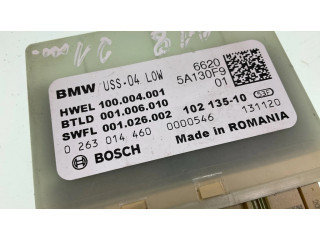 BMW USS-04 LOW 6620
5A130F9
01
HWEL 100.004.001
BTLD 001.006.010
SWFL 001.026.002 102 135-10
0 263 014 460 0000546 131120
BOSCH Made in ROMANIA